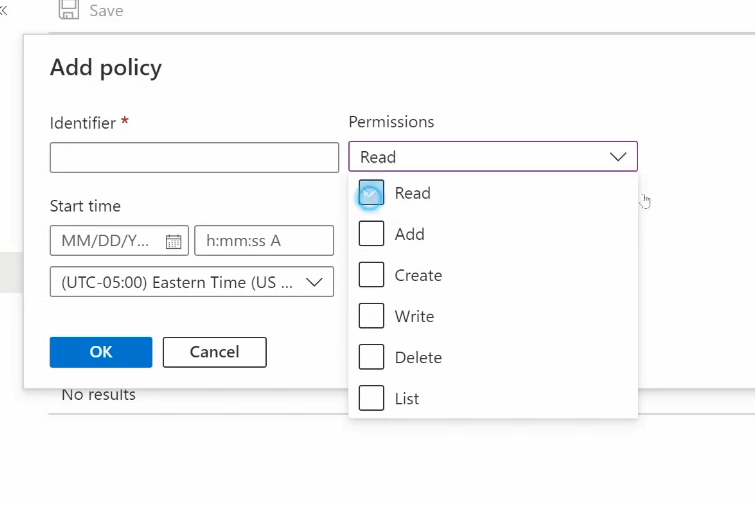 «
Save
Add policy
Identifier *
Permissions
Read
Start time
MM/DD/Y...
h:mm:ss A
(UTC-05:00) Eastern Time (US ...
Read
Add
Create
Write
Delete
List
OK
Cancel
No results